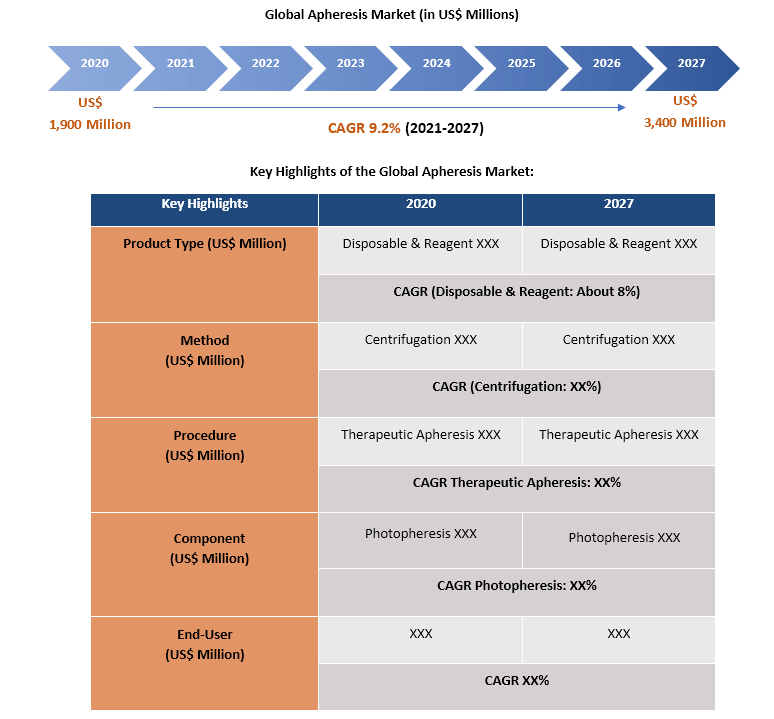 Global Apheresis Market (in US$ Millions)
2020 2021 2022 2023 2024 2025 2026 2027
US$
1,900 Million
CAGR 9.2% (2021-2027)
US$
3,400 Million
Key Highlights of the Global Apheresis Market:
Key Highlights 2020 2027
Product Type (US$ Million) Disposable & Reagent XXX Disposable & Reagent XXX
CAGR (Disposable & Reagent: About 8%)
Method
(US$ Million)
Centrifugation XXX Centrifugation XXX
CAGR (Centrifugation: XX%)
Procedure
(US$ Million)
Therapeutic Apheresis XXX Therapeutic Apheresis XXX
CAGR Therapeutic Apheresis: XX%
Component
(US$ Million)
Photopheresis XXX Photopheresis XXX
CAGR Photopheresis: XX%
End-User
(US$ Million)
XXX XXX
CAGR XX%